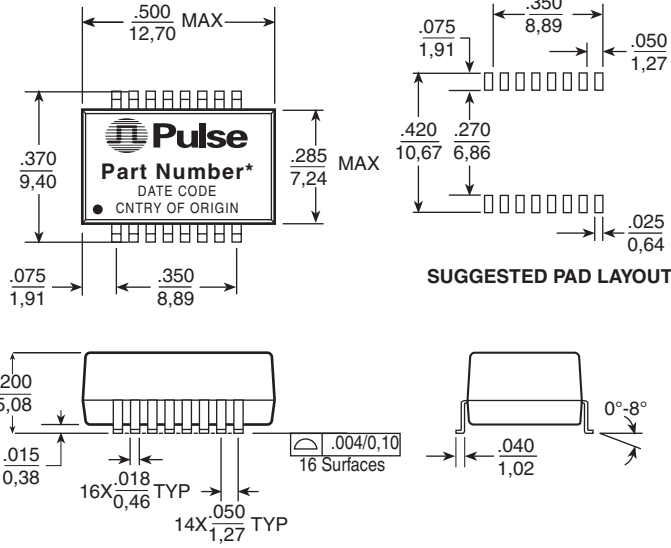 .500
12,70 MAX
.370
9,40
Pulse
Part Number*
DATE CODE
CNTRY OF ORIGIN
.285
7,24 MAX
.075
1,91
.350
8,89
.350
8,89
.075
1,91
.050
1,27
.420
10,67
.270
6,86
.025
0,64
SUGGESTED PAD LAYOUT
.200
5,08
.015
0,38
16X .018
0,46 TYP
14X .050
1,27 TYP
.004/0,10
16 Surfaces
.040
1,02
0°-8°